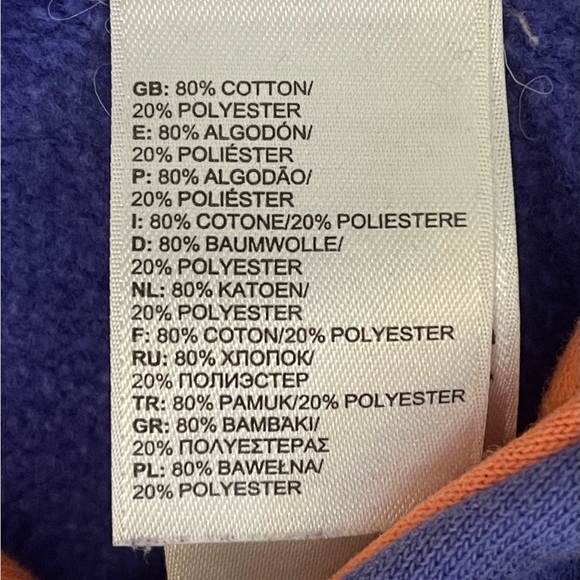 GB: 80% COTTON/
20% POLYESTER
E: 80% ALGODÓN/
20% POLIÉSTER
P: 80% ALGODÃO/
20% POLIÉSTER
I: 80% COTONE/20% POLIESTERE
D: 80% BAUMWOLLE/
20% POLYESTER
NL: 80% KATOEN/
20% POLYESTER
F: 80% COTON/20% POLYESTER
RU: 80% ХЛОПОК/
20% ПОЛИЭСТЕР
TR: 80% PAMUK/20% POLYESTER
GR: 80% ΒΑΜΒΑΚΙ/
20% ΠΟΛΥΕΣΤΕΡΑΣ
PL: 80% BAWEŁNA/
20% POLYESTER